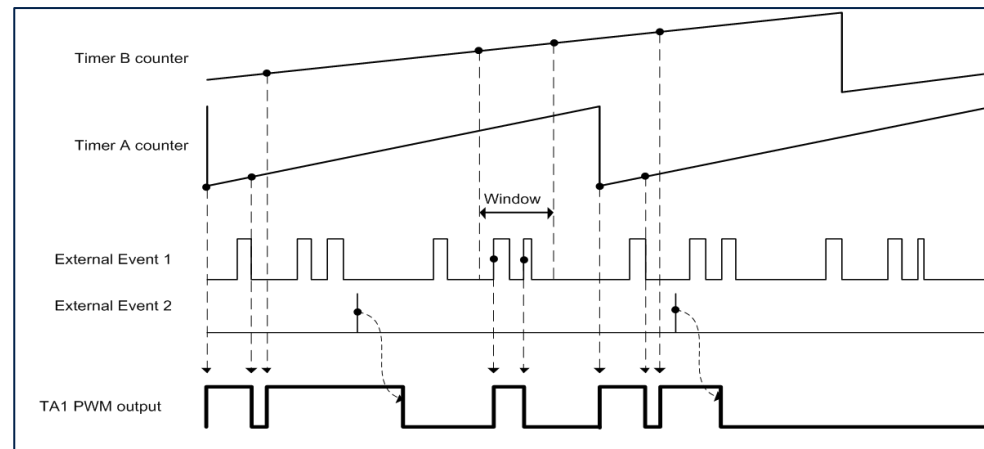 Timer B counter
Timer A counter
Window
External Event 1
External Event 2
TA1 PWM output